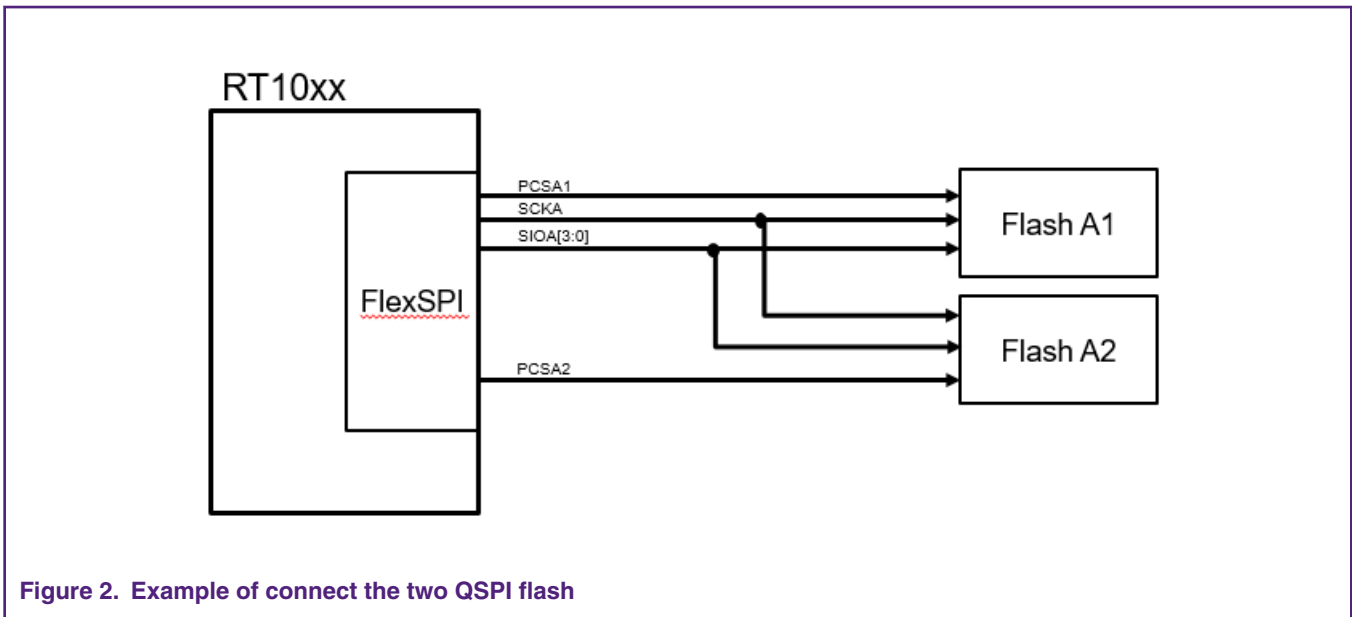 RT10xx
PCSA1
SCKA
SIOA[3:0]
Flash A1
FlexSPI
Flash A2
PCSA2
Figure 2. Example of connect the two QSPI flash